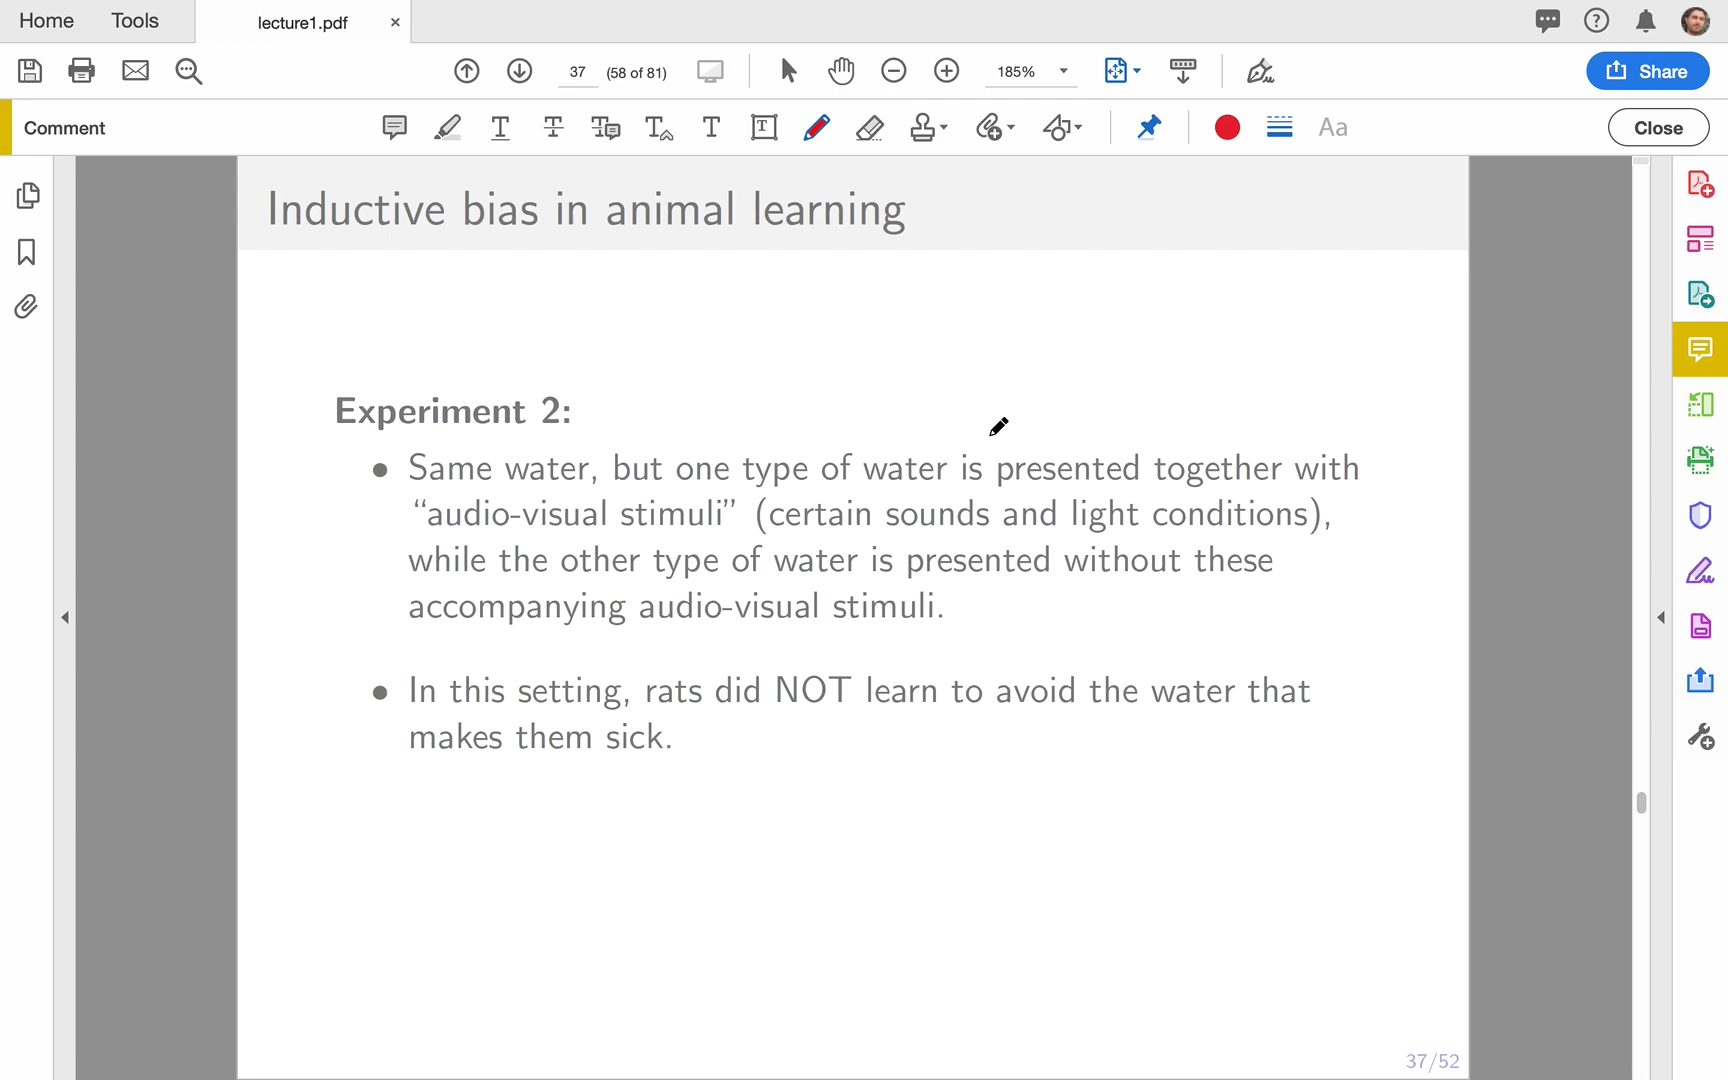 Home Tools lecture1.pdf ×
37 (58 of 81) 185% Share
Comment Aa Close
Inductive bias in animal learning
Experiment 2:
• Same water, but one type of water is presented together with
“audio-visual stimuli” (certain sounds and light conditions),
while the other type of water is presented without these
accompanying audio-visual stimuli.
• In this setting, rats did NOT learn to avoid the water that
makes them sick.
37/52